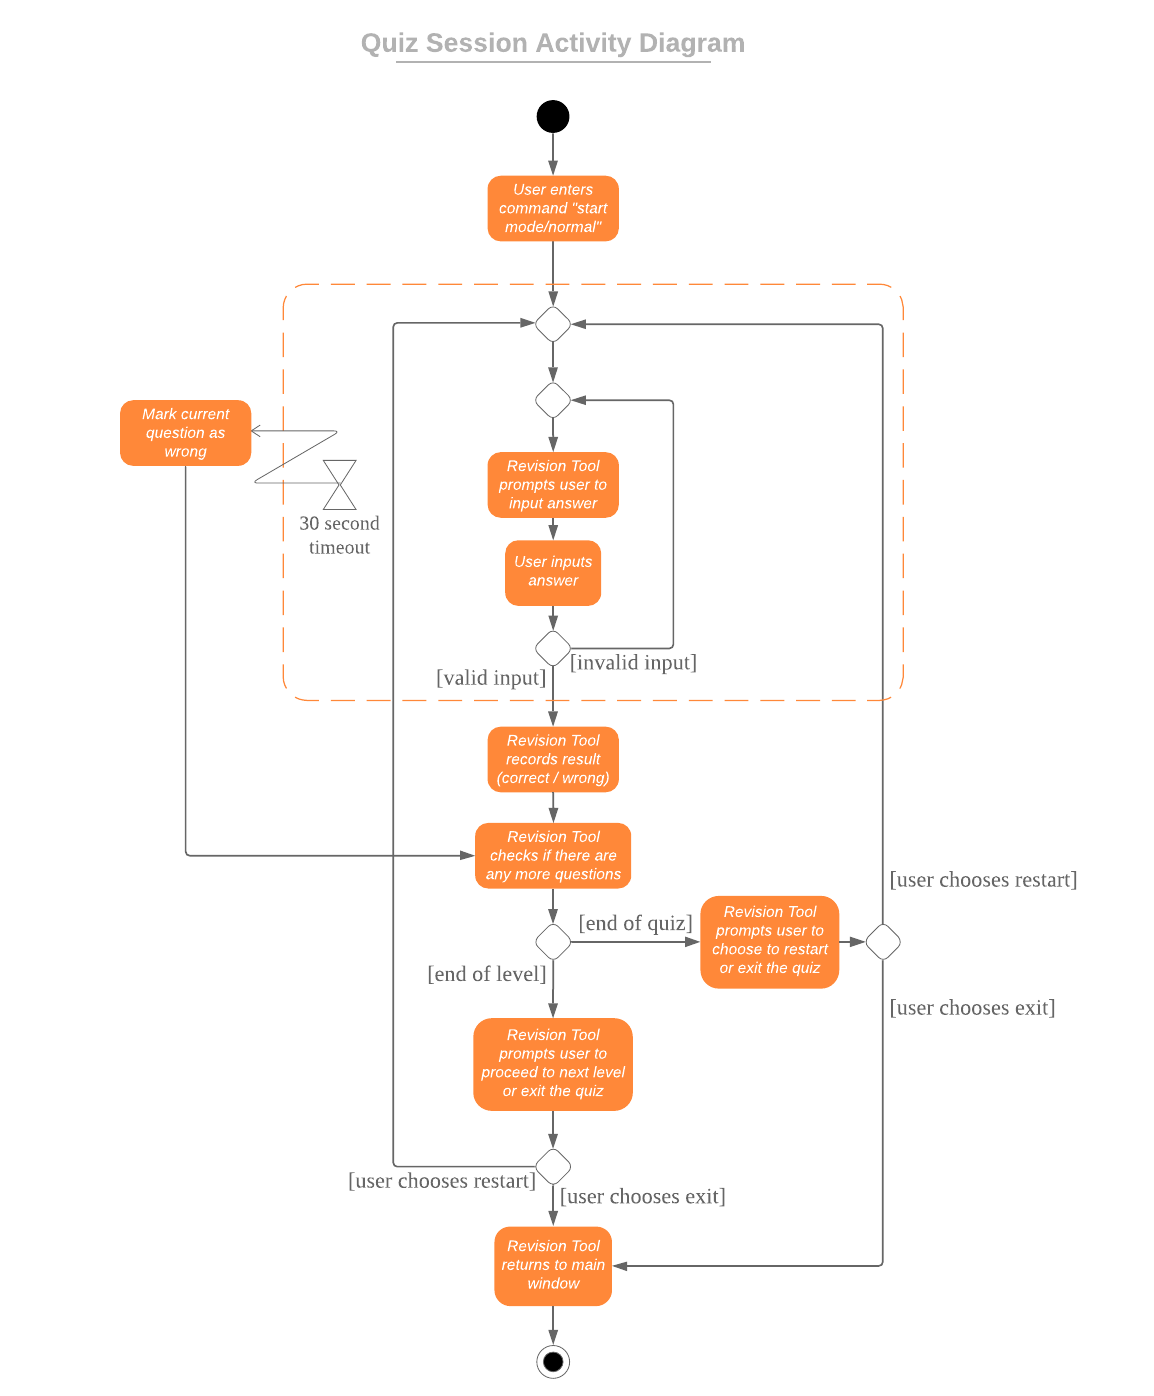 Quiz Session Activity Diagram
User enters
command "start
mode/normal"
Mark current
question as
wrong
30 second
timeout
Revision Tool
prompts user to
input answer
User inputs
answer
[invalid input]
[valid input]
Revision Tool
records result
(correct / wrong)
Revision Tool
checks if there are
any more questions
[end of quiz]
Revision Tool
prompts user to
choose to restart
or exit the quiz
[user chooses restart]
[user chooses exit]
[end of level]
Revision Tool
prompts user to
proceed to next level
or exit the quiz
[user chooses restart]
[user chooses exit]
Revision Tool
returns to main
window